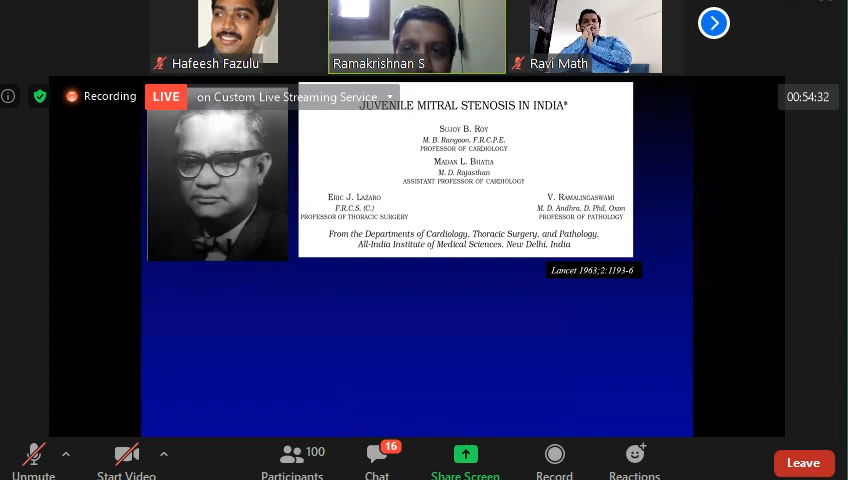 Hafeesh Fazulu
Ramakrishnan S
Ravi Math
Recording
LIVE
on Custom Live Streaming Service
00:54:32
JUVENILE MITRAL STENOSIS IN INDIA*
SUJOY B. ROY
M. B. Rangoon, F.R.C.P.E.
PROFESSOR OF CARDIOLOGY
MADAN L. BHATIA
M. D. Rajasthan
ASSISTANT PROFESSOR OF CARDIOLOGY
ERIC J. LAZARO
F.R.C.S. (C.)
PROFESSOR OF THORACIC SURGERY
V. RAMALINGASWAMI
M. D. Andhra, D. Phil, Oxon
PROFESSOR OF PATHOLOGY
From the Departments of Cardiology, Thoracic Surgery, and Pathology,
All-India Institute of Medical Sciences, New Delhi, India
Lancet 1963;2:1193-6
Unmute
Start Video
100
Participants
16
Chat
Share Screen
Record
Reactions
Leave